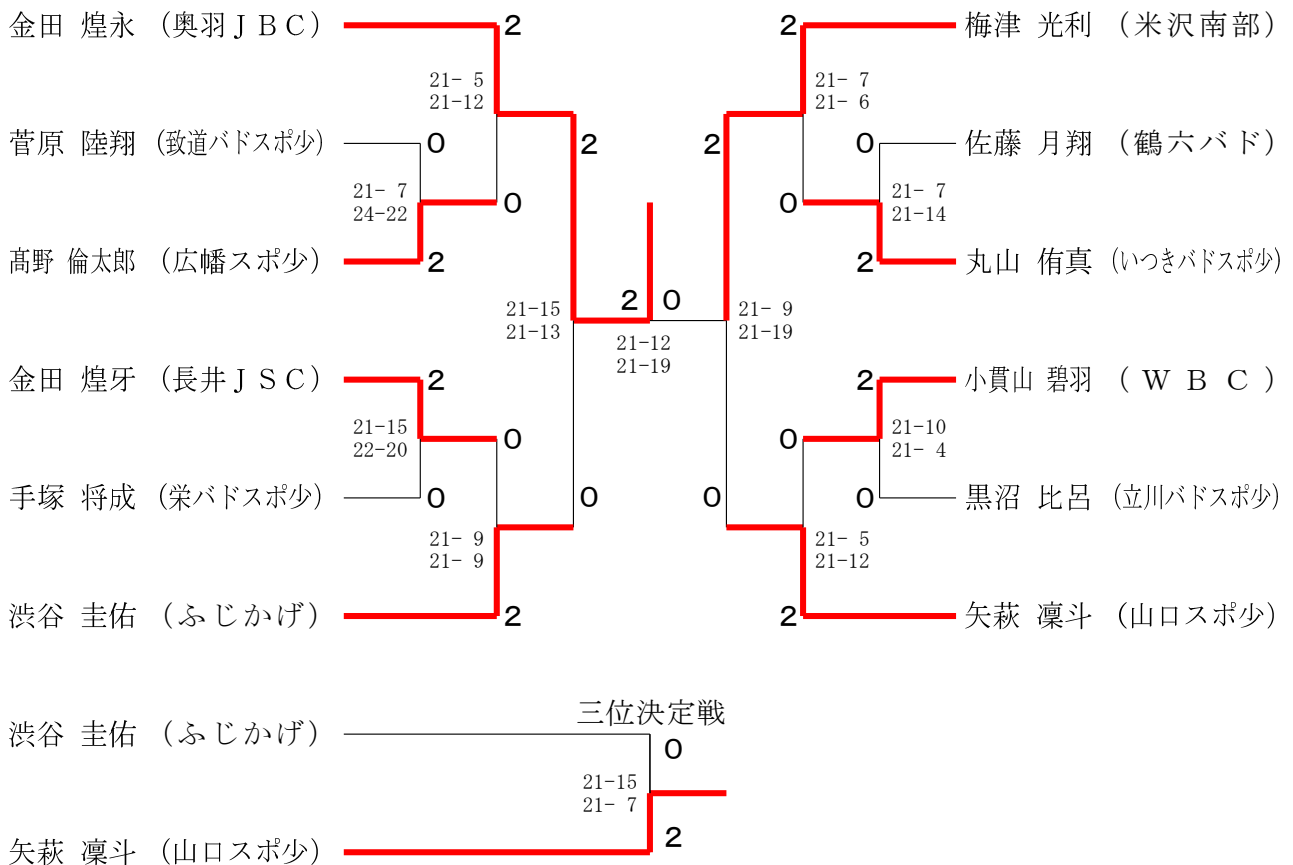 金田 煌永 (奥羽ＪＢＣ) 2 2 梅津 光利 (米沢南部)
21- 5 21- 7
21-12 21- 6
菅原 陸翔 (致道バドスポ少) 0 2 2 0 佐藤 月翔 (鶴六バド)
21- 7 21- 7
24-22 0 0 21-14
髙野 倫太郎 (広幡スポ少) 2 2 丸山 侑真 (いつきバドスポ少)
21-15 2 0 21- 9
21-13 21-19
21-12
21-19
金田 煌牙 (長井ＪＳＣ) 2 2 小貫山 碧羽 (ＷＢＣ)
21-15 21-10
22-20 0 0 21- 4
手塚 将成 (栄バドスポ少) 0 0 0 0 黒沼 比呂 (立川バドスポ少)
21- 9 21- 5
21- 9 21-12
渋谷 圭佑 (ふじかげ) 2 2 矢萩 凜斗 (山口スポ少)
三位決定戦
渋谷 圭佑 (ふじかげ) 0
21-15
21- 7
矢萩 凜斗 (山口スポ少) 2